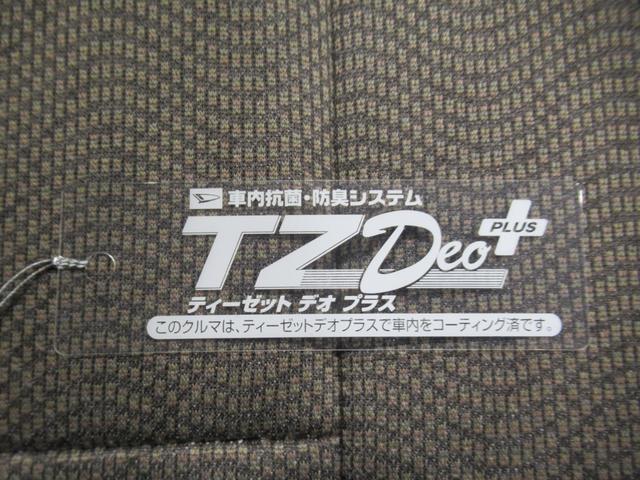 車内抗菌・防臭システム
TZ Deo PLUS
ティーゼット デオ プラス
このクルマは、ティーゼットデオプラスで車内をコーティング済です。